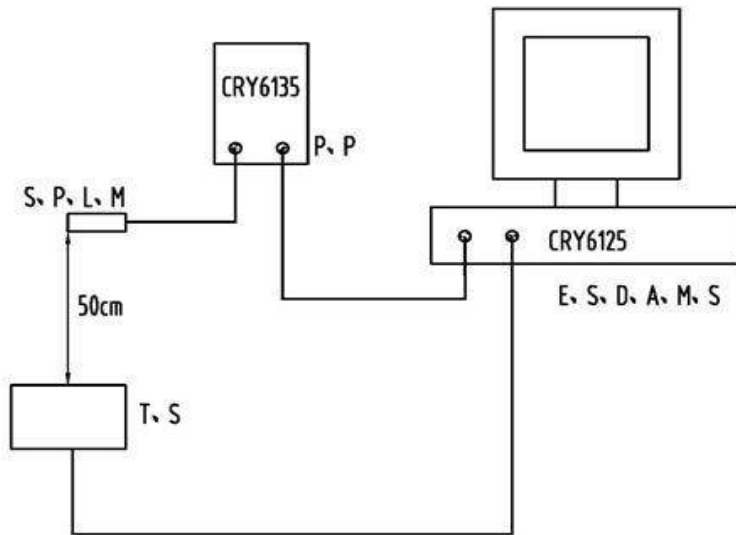 CRY6135
P、P
S、P、L、M
CRY6125
E、S、D、A、M、S
50cm
T、S